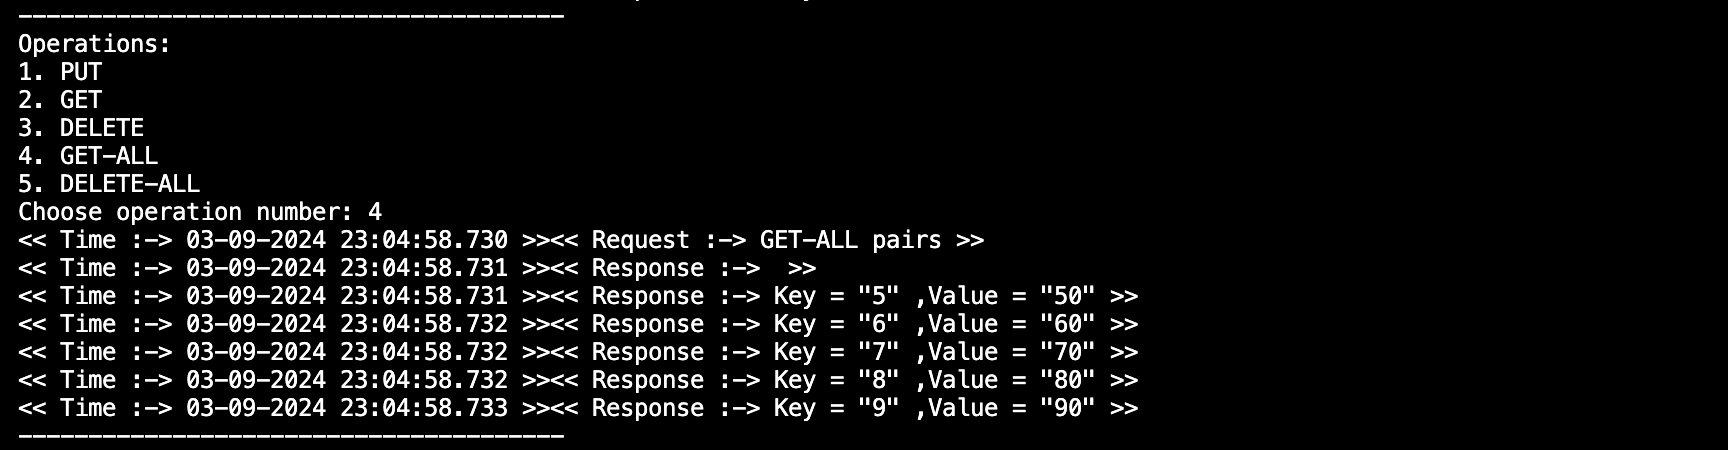 ---------------------------------------
Operations:
1. PUT
2. GET
3. DELETE
4. GET-ALL
5. DELETE-ALL
Choose operation number: 4
<< Time :-> 03-09-2024 23:04:58.730 >><< Request :-> GET-ALL pairs >>
<< Time :-> 03-09-2024 23:04:58.731 >><< Response :->  >>
<< Time :-> 03-09-2024 23:04:58.731 >><< Response :-> Key = "5" ,Value = "50" >>
<< Time :-> 03-09-2024 23:04:58.732 >><< Response :-> Key = "6" ,Value = "60" >>
<< Time :-> 03-09-2024 23:04:58.732 >><< Response :-> Key = "7" ,Value = "70" >>
<< Time :-> 03-09-2024 23:04:58.732 >><< Response :-> Key = "8" ,Value = "80" >>
<< Time :-> 03-09-2024 23:04:58.733 >><< Response :-> Key = "9" ,Value = "90" >>
---------------------------------------